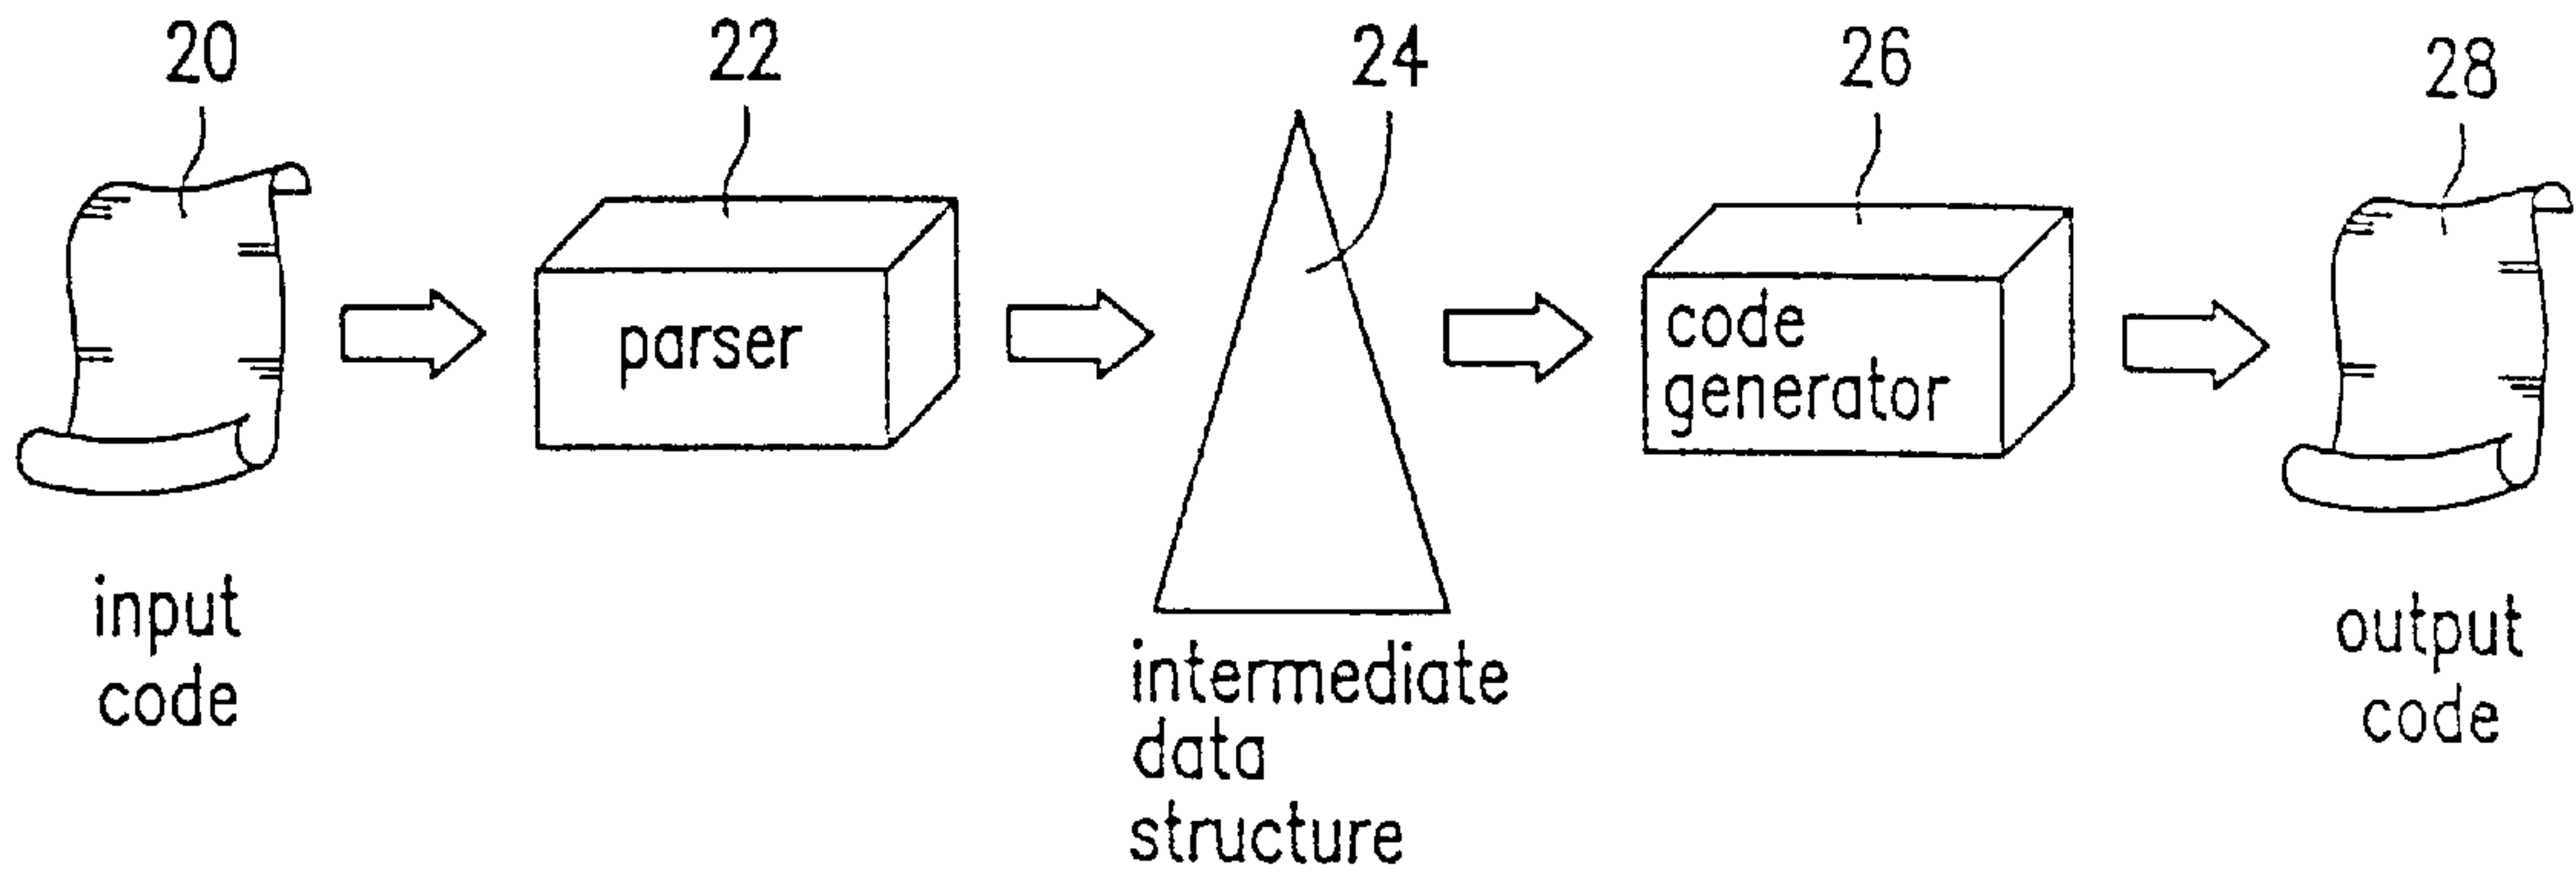 20
22
24
26
28
parser
code
generator
input
code
intermediate
data
structure
output
code